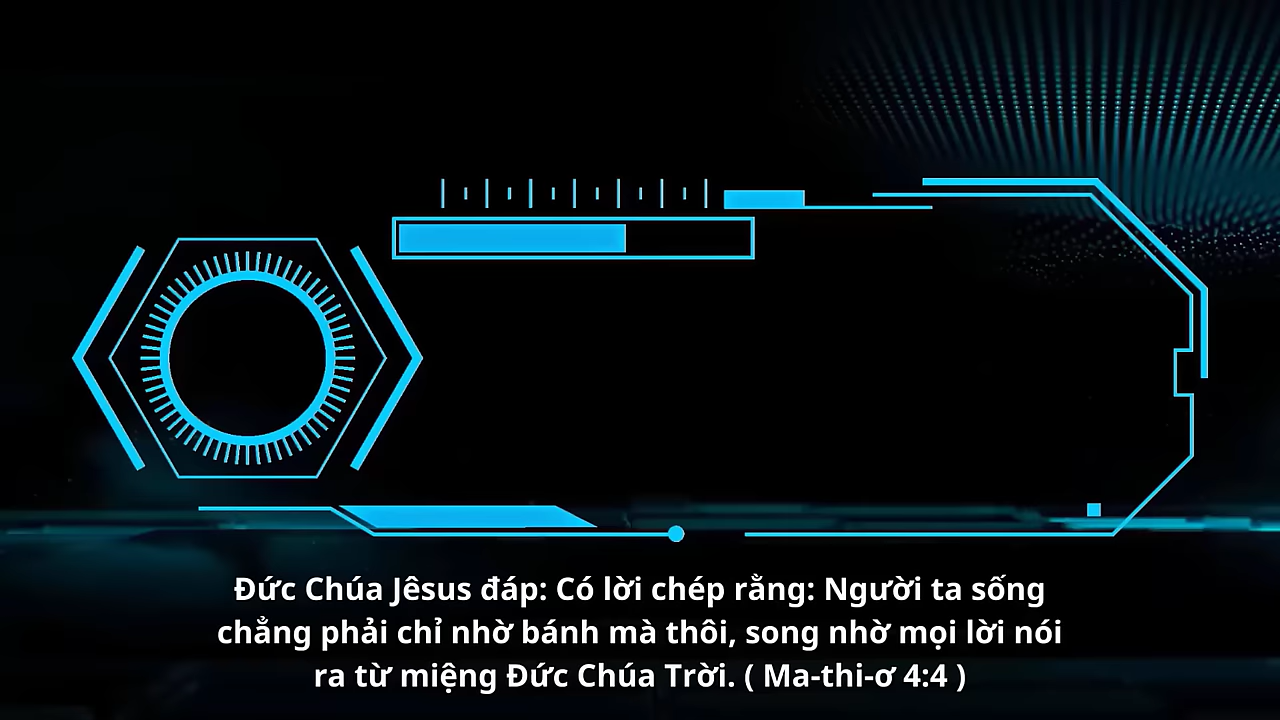 Đức Chúa Jêsus đáp: Có lời chép rằng: Người ta sống
chẳng phải chỉ nhờ bánh mà thôi, song nhờ mọi lời nói
ra từ miệng Đức Chúa Trời. ( Ma-thi-ơ 4:4 )